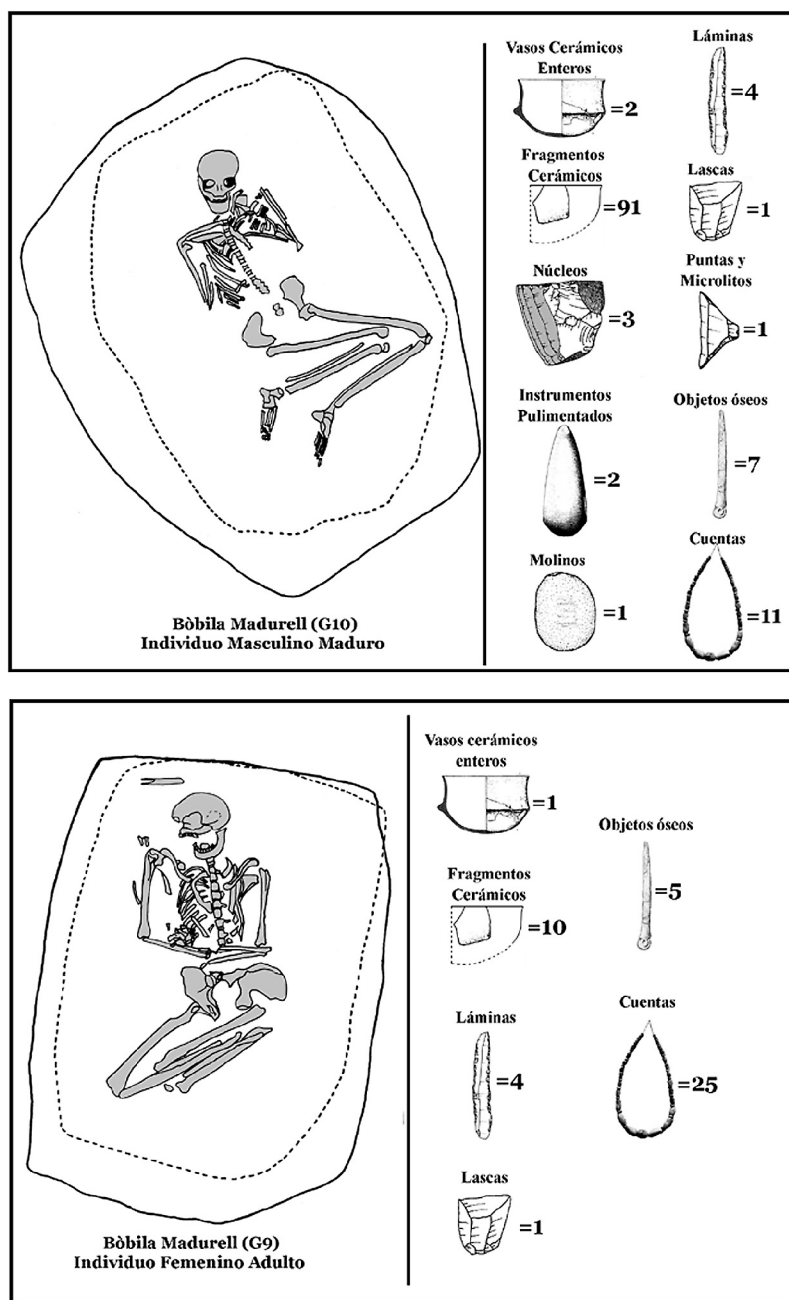 Vasos Cerámicos
Enteros
=2
Fragmentos
Cerámicos
=91
Núcleos
=3
Instrumentos
Pulimentados
=2
Molinos
=1
Láminas
=4
Lascas
=1
Puntas y
Microlitos
=1
Objetos óseos
=7
Cuentas
=11
Bòbila Madurell (G10)
Individuo Masculino Maduro
Vasos cerámicos
enteros
=1
Fragmentos
Cerámicos
=10
Láminas
=4
Lascas
=1
Objetos óseos
=5
Cuentas
=25
Bòbila Madurell (G9)
Individuo Femenino Adulto